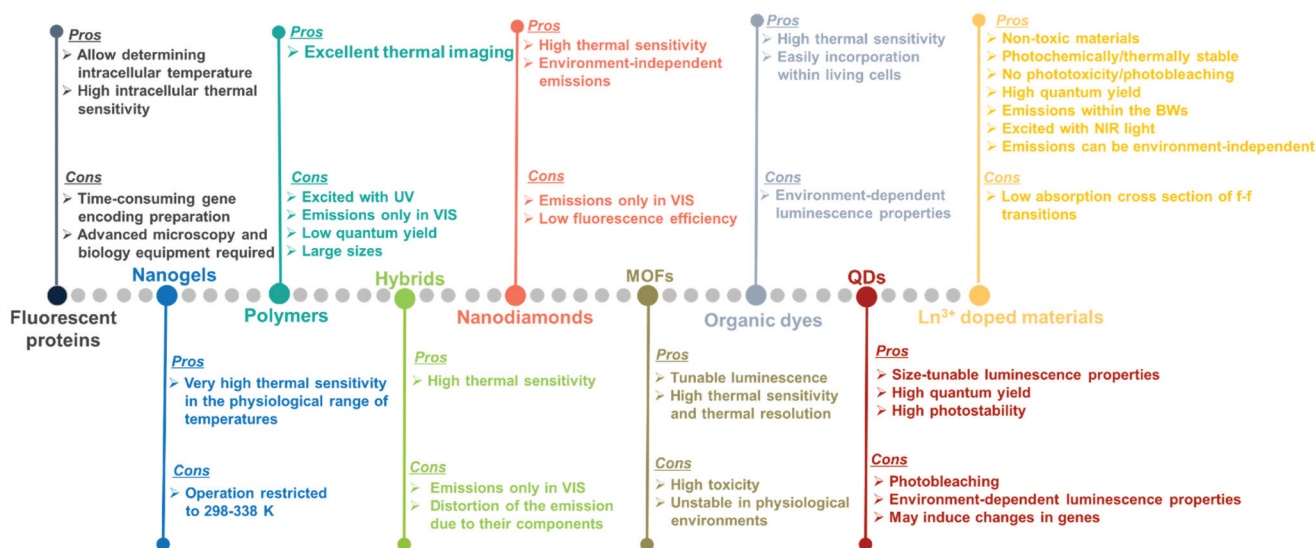 Pros
➢ Allow determining
intracellular temperature
➢ High intracellular thermal
sensitivity
Cons
➢ Time-consuming gene
encoding preparation
➢ Advanced microscopy and
biology equipment required
Fluorescent
proteins
Nanogels
Pros
➢ Very high thermal sensitivity
in the physiological range of
temperatures
Cons
➢ Operation restricted
to 298-338 K
Pros
➢ Excellent thermal imaging
Cons
➢ Excited with UV
➢ Emissions only in VIS
➢ Low quantum yield
➢ Large sizes
Polymers
Hybrids
Pros
➢ High thermal sensitivity
Cons
➢ Emissions only in VIS
➢ Distortion of the emission
due to their components
Pros
➢ High thermal sensitivity
➢ Environment-independent
emissions
Cons
➢ Emissions only in VIS
➢ Low fluorescence efficiency
Nanodiamonds
MOFs
Pros
➢ Tunable luminescence
➢ High thermal sensitivity
and thermal resolution
Cons
➢ High toxicity
➢ Unstable in physiological
environments
Pros
➢ High thermal sensitivity
➢ Easily incorporation
within living cells
Cons
➢ Environment-dependent
luminescence properties
Organic dyes
QDs
Pros
➢ Size-tunable luminescence properties
➢ High quantum yield
➢ High photostability
Cons
➢ Photobleaching
➢ Environment-dependent luminescence properties
➢ May induce changes in genes
Pros
➢ Non-toxic materials
➢ Photochemically/thermally stable
➢ No phototoxicity/photobleaching
➢ High quantum yield
➢ Emissions within the BWs
➢ Excited with NIR light
➢ Emissions can be environment-independent
Cons
➢ Low absorption cross section of f-f
transitions
Ln³⁺ doped materials